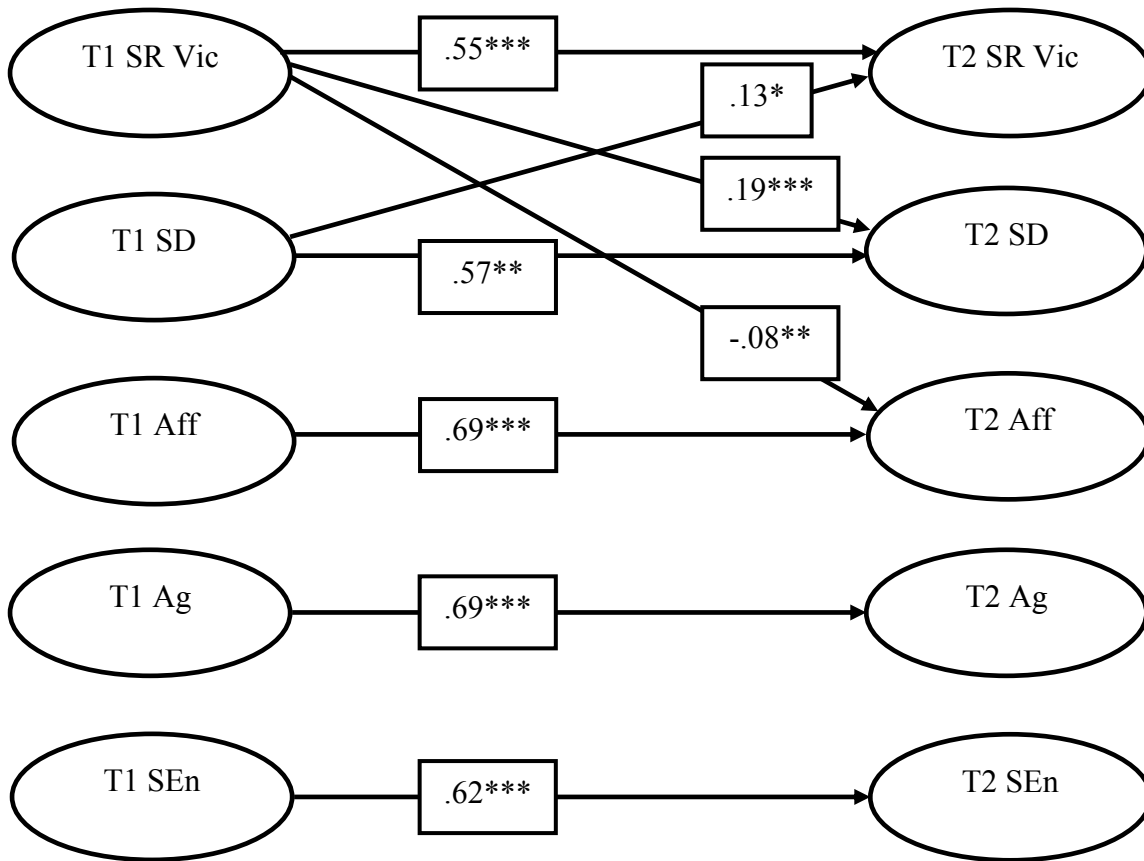 T1 SR Vic
.55***
T2 SR Vic
.13*
.19***
T1 SD
.57**
T2 SD
-.08**
T1 Aff
.69***
T2 Aff
T1 Ag
.69***
T2 Ag
T1 SEn
.62***
T2 SEn